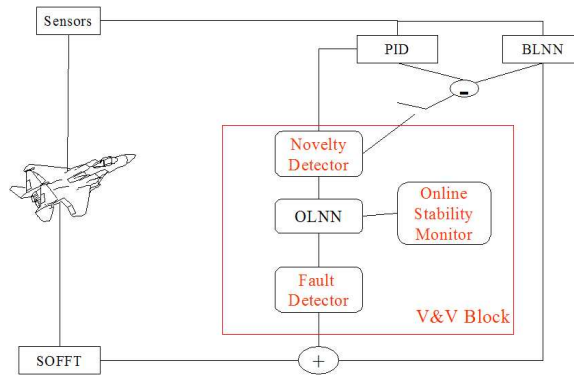 Sensors
PID
BLNN
-
Novelty
Detector
OLNN
Online
Stability
Monitor
Fault
Detector
V&V Block
SOFFT
+